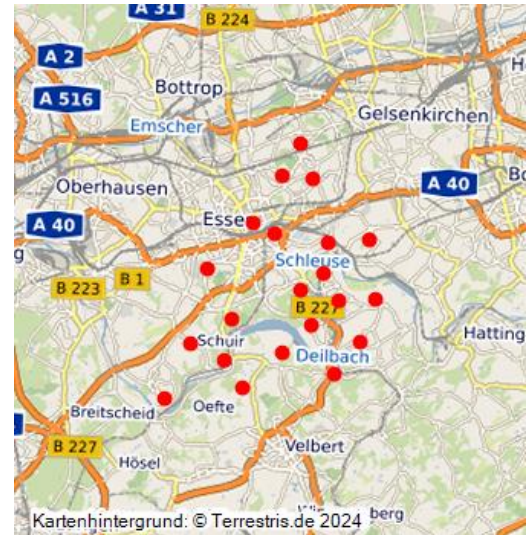 A 31
B 224
A 2
Bottrop
A 516
Gelsenkirchen
Emscher
Oberhausen
A 40
Esse
A 40
Schleuse
B 1
B 223
B 227
Hatting
Schuir
Deilbach
Breitscheid
Oefte
B 227
Velbert
Hösel
berg
Kartenhintergrund: © Terrestris.de 2024